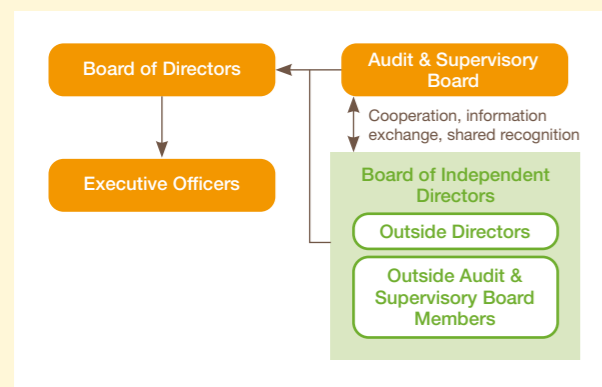 Board of Directors
Audit & Supervisory
Board
Cooperation, information
exchange, shared recognition
Executive Officers
Board of Independent
Directors
Outside Directors
Outside Audit &
Supervisory Board
Members